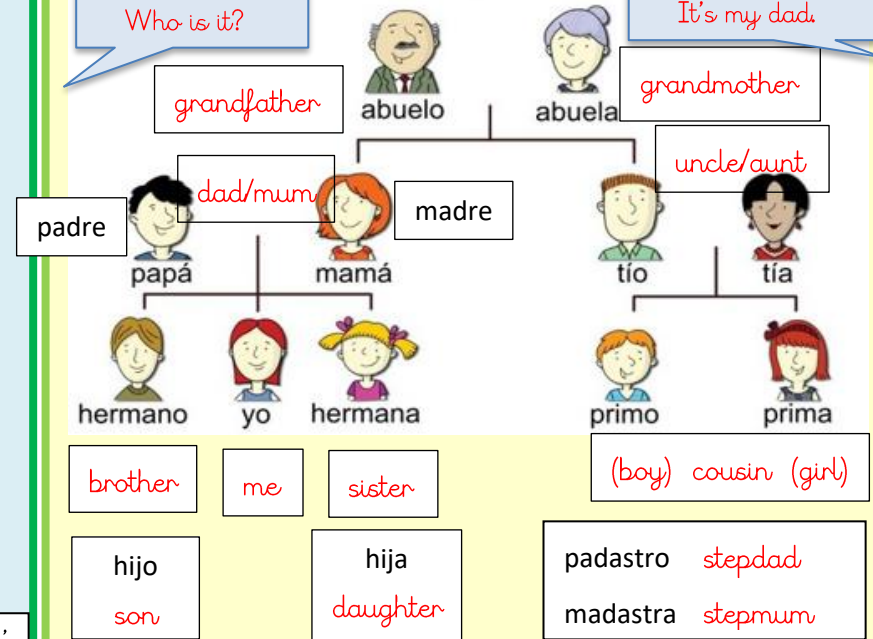 Who is it?
It's my dad.
grandfather
abuelo
abuela
grandmother
uncle/aunt
dad/mum
padre
madre
papá
mamá
tío
tía
hermano
yo
hermana
primo
prima
brother
me
sister
(boy) cousin (girl)
hijo
son
hija
daughter
padastro stepdad
madastra stepmum
,